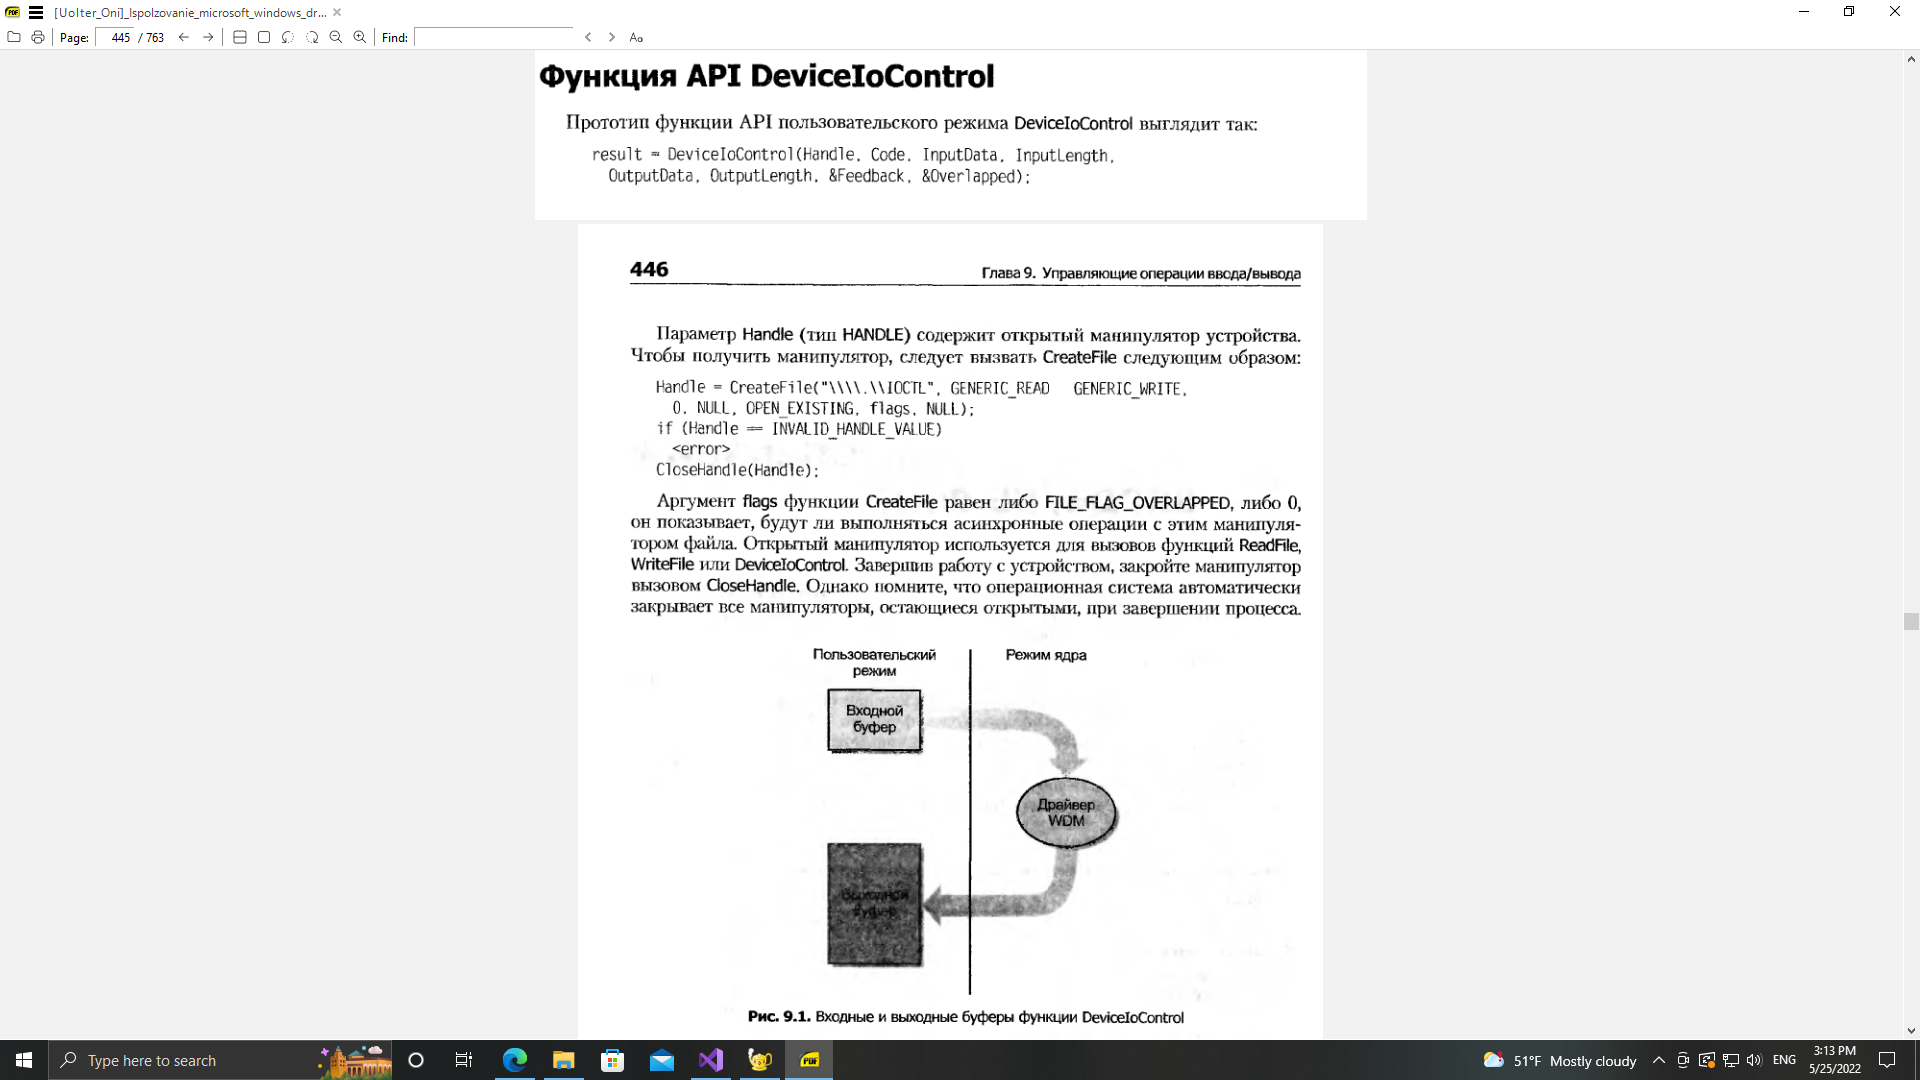 [Uolter_Oni]_Ispolzovanie_microsoft_windows_dr...
Page: 445 / 763
Find:
Функция API DeviceIoControl
Прототип функции API пользовательского режима DeviceIoControl выглядит так:
result = DeviceIoControl(Handle, Code, InputData, InputLength,
OutputData, OutputLength, &Feedback, &Overlapped);
446
Глава 9. Управляющие операции ввода/вывода
Параметр Handle (тип HANDLE) содержит открытый манипулятор устройства.
Чтобы получить манипулятор, следует вызвать CreateFile следующим образом:
Handle = CreateFile("\\\\.\\IOCTL", GENERIC_READ GENERIC_WRITE,
0, NULL, OPEN_EXISTING, flags, NULL);
if (Handle == INVALID_HANDLE_VALUE)
<error>
CloseHandle(Handle);
Аргумент flags функции CreateFile равен либо FILE_FLAG_OVERLAPPED, либо 0,
он показывает, будут ли выполняться асинхронные операции с этим манипуля-
тором файла. Открытый манипулятор используется для вызовов функций ReadFile,
WriteFile или DeviceIoControl. Завершив работу с устройством, закройте манипулятор
вызовом CloseHandle. Однако помните, что операционная система автоматически
закрывает все манипуляторы, остающиеся открытыми, при завершении процесса.
Пользовательский
режим
Режим ядра
Входной
буфер
Драйвер
WDM
Выходной
буфер
Рис. 9.1. Входные и выходные буферы функции DeviceIoControl
Type here to search
51°F Mostly cloudy
ENG
3:13 PM
5/25/2022